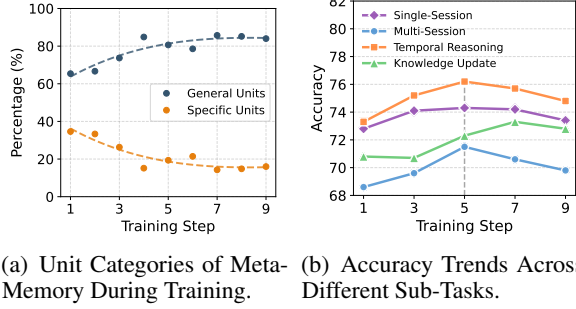 100
80
60
40
20
0
Percentage (%)
General Units
Specific Units
1 3 5 7 9
Training Step
82
80
78
76
74
72
70
68
Accuracy
Single-Session
Multi-Session
Temporal Reasoning
Knowledge Update
1 3 5 7 9
Training Step
(a) Unit Categories of Meta-
Memory During Training.
(b) Accuracy Trends Across
Different Sub-Tasks.